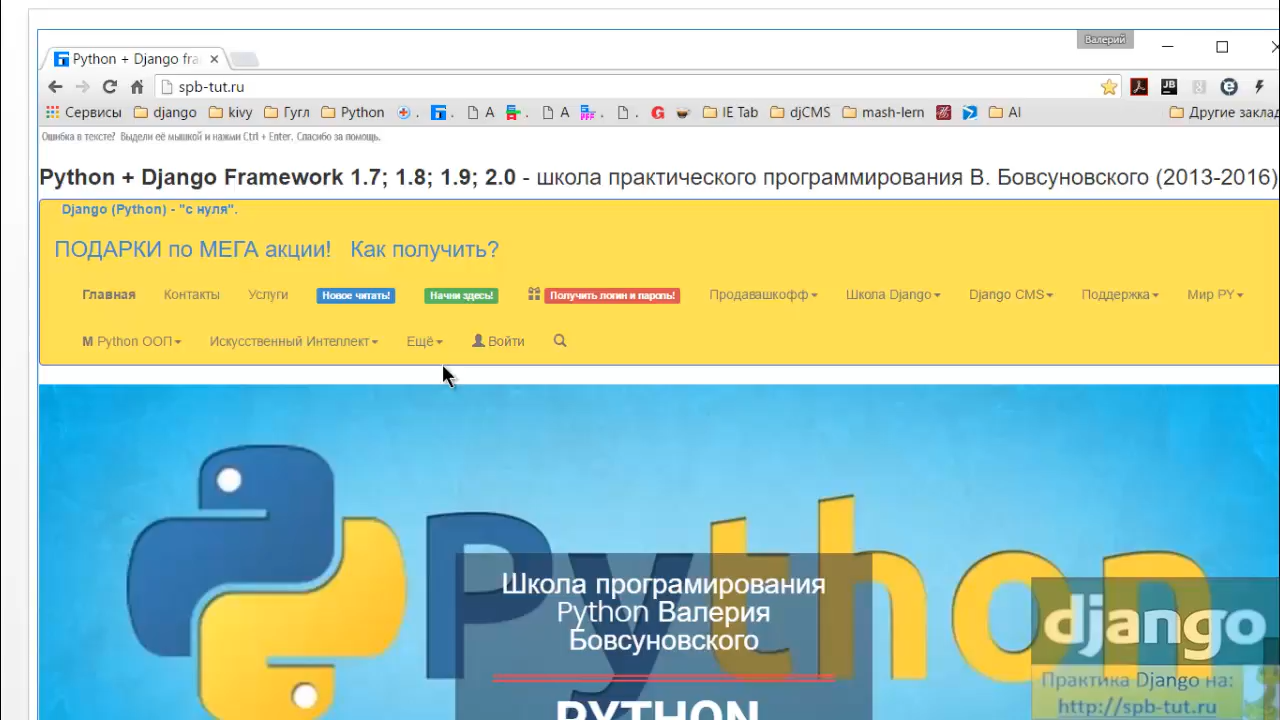 Валерий
Python + Django fra
spb-tut.ru
Сервисы django kivy Гугл Python . . A . A . G IE Tab djCMS mash-lern AI Другие заклад
Ошибка в тексте? Выдели её мышкой и нажми Ctrl + Enter. Спасибо за помощь.
Python + Django Framework 1.7; 1.8; 1.9; 2.0 - школа практического программирования В. Бовсуновского (2013-2016)
Django (Python) - "с нуля".
ПОДАРКИ по МЕГА акции! Как получить?
Главная Контакты Услуги Новое читать! Начни здесь! Получить логин и пароль! Продавашкофф Школа Django Django CMS Поддержка Мир PY
М Python ООП Искусственный Интеллект Ещё Войти
Python
Школа програмирования
Python Валерия
Бовсуновского
PYTHON
django
Практика Django на:
http://spb-tut.ru